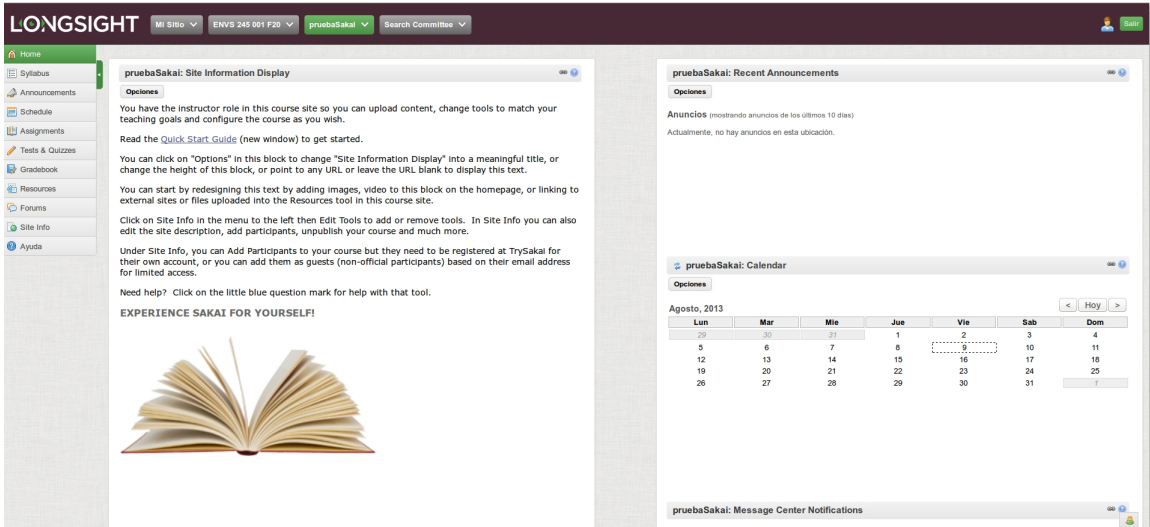 LONGSIGHT
Mi Sitio
ENVS 245 001 F20
pruebaSakai
Search Committee
Salir
Home
Syllabus
Announcements
Schedule
Assignments
Tests & Quizzes
Gradebook
Resources
Forums
Site Info
Ayuda
pruebaSakai: Site Information Display
Opciones
You have the instructor role in this course site so you can upload content, change tools to match your
teaching goals and configure the course as you wish.
Read the Quick Start Guide (new window) to get started.
You can click on "Options" in this block to change "Site Information Display" into a meaningful title, or
change the height of this block, or point to any URL or leave the URL blank to display this text.
You can start by redesigning this text by adding images, video to this block on the homepage, or linking to
external sites or files uploaded into the Resources tool in this course site.
Click on Site Info in the menu to the left then Edit Tools to add or remove tools.  In Site Info you can also
edit the site description, add participants, unpublish your course and much more.
Under Site Info, you can Add Participants to your course but they need to be registered at TrySakai for
their own account, or you can add them as guests (non-official participants) based on their email address
for limited access.
Need help?  Click on the little blue question mark for help with that tool.
EXPERIENCE SAKAI FOR YOURSELF!
pruebaSakai: Recent Announcements
Opciones
Anuncios (mostrando anuncios de los últimos 10 días)
Actualmente, no hay anuncios en esta ubicación.
pruebaSakai: Calendar
Opciones
Agosto, 2013
< Hoy >
Lun Mar Mie Jue Vie Sab Dom
29 30 31 1 2 3 4
5 6 7 8 9 10 11
12 13 14 15 16 17 18
19 20 21 22 23 24 25
26 27 28 29 30 31 1
pruebaSakai: Message Center Notifications